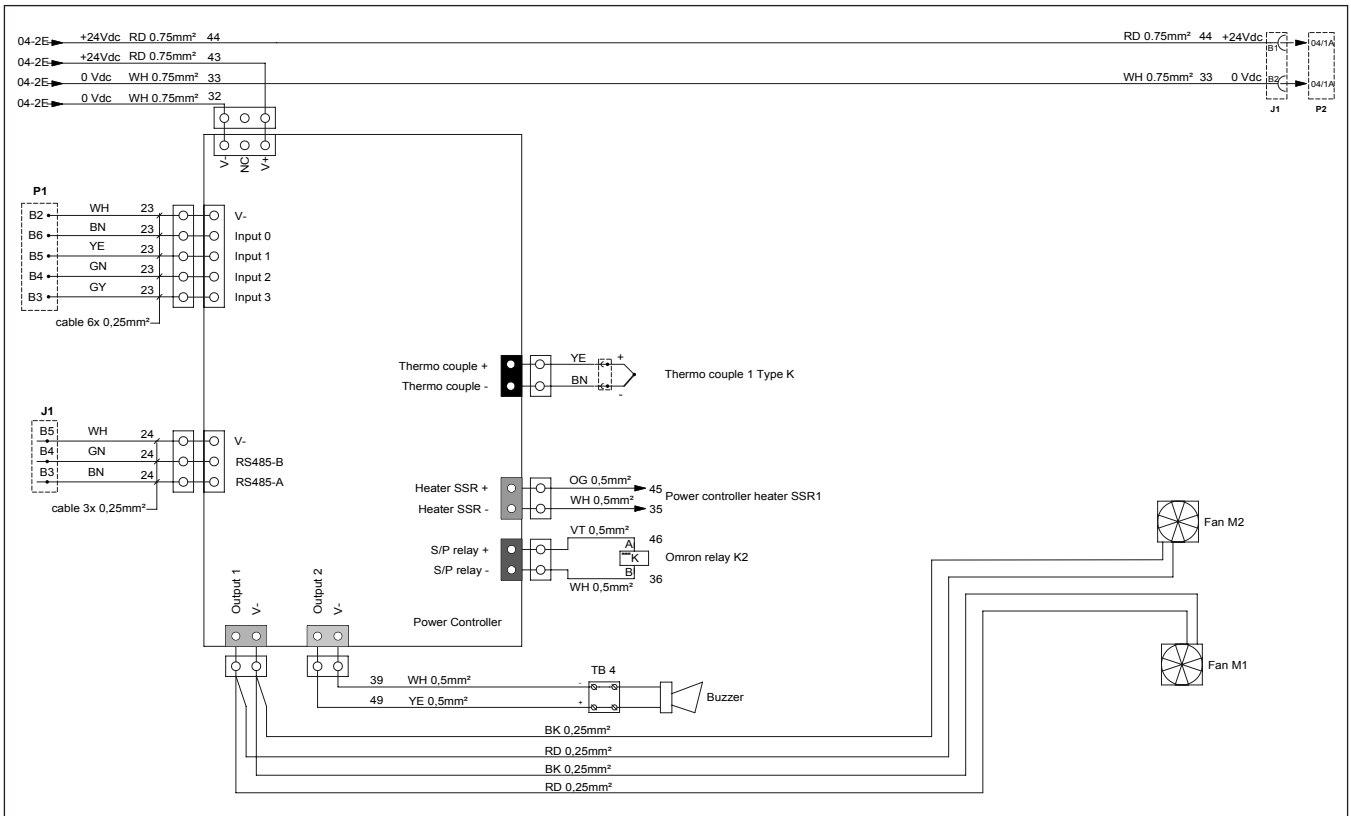 04-2E +24Vdc RD 0.75mm² 44 RD 0.75mm² 44 +24Vdc B1 04/1A
04-2E +24Vdc RD 0.75mm² 43
04-2E 0 Vdc WH 0.75mm² 33 WH 0.75mm² 33 0 Vdc B2 04/1A
04-2E 0 Vdc WH 0.75mm² 32
J1 P2
V- NC V+
P1
B2 WH 23 V-
B6 BN 23 Input 0
B5 YE 23 Input 1
B4 GN 23 Input 2
B3 GY 23 Input 3
cable 6x 0,25mm²
Thermo couple + YE +
Thermo couple 1 Type K
Thermo couple - BN -
J1
B5 WH 24 V-
B4 GN 24 RS485-B
B3 BN 24 RS485-A
cable 3x 0,25mm²
Heater SSR + OG 0,5mm² 45
Power controller heater SSR1
Heater SSR - WH 0,5mm² 35
VT 0,5mm² 46
S/P relay + A
K Omron relay K2
S/P relay - B 36
WH 0,5mm²
Fan M2
Output 1 V- Output 2 V-
Power Controller
Fan M1
TB 4
39 WH 0,5mm² -
Buzzer
49 YE 0,5mm² +
BK 0,25mm²
RD 0,25mm²
BK 0,25mm²
RD 0,25mm²